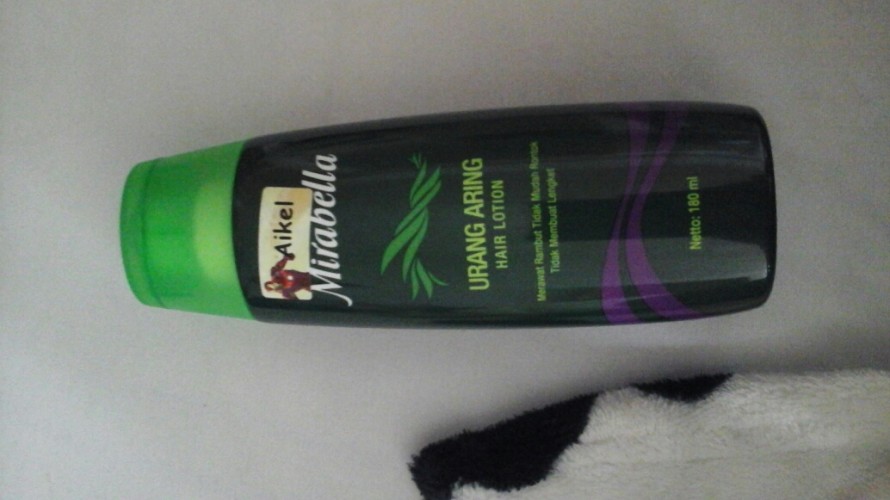 Aikel
Mirabella
URANG ARING
HAIR LOTION
Merawat Rambut Tidak Mudah Rontok
Tidak Membuat Lengket
Netto: 180 ml